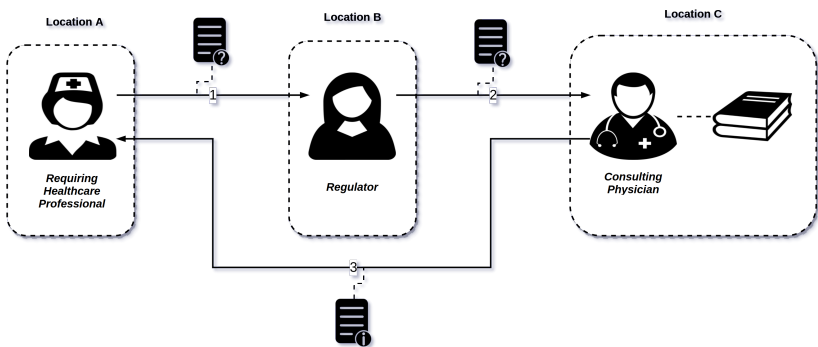 Location A
Location B
Location C
?
?
1
2
Requiring
Healthcare
Professional
Regulator
Consulting
Physician
3
i